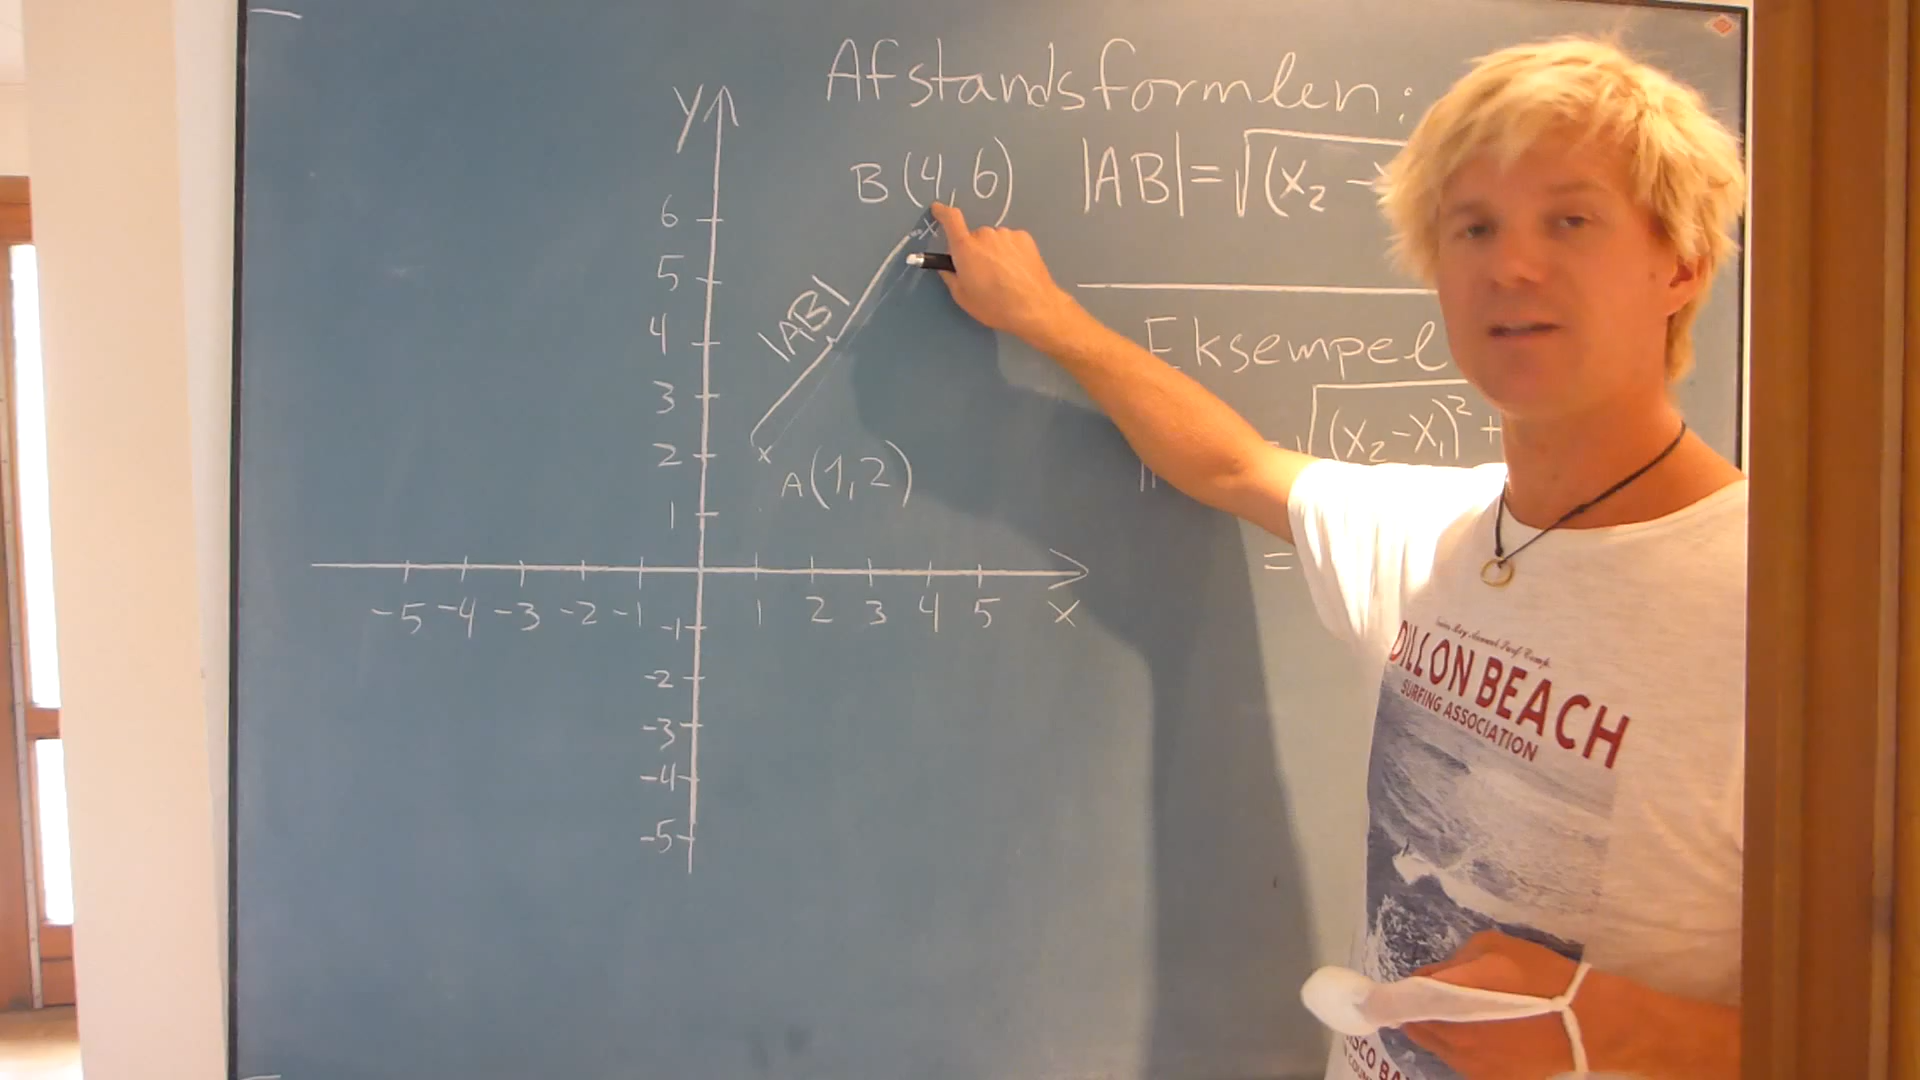 Afstandsformlen:
y
B(4,6)
|AB|=√(x₂-
6
5
4
3
2
1
|AB|
A(1,2)
Eksempel
√(x₂-x₁)²+
=
-5 -4 -3 -2 -1 1 2 3 4 5 x
-1
-2
-3
-4
-5
DILLON BEACH
SURFING ASSOCIATION